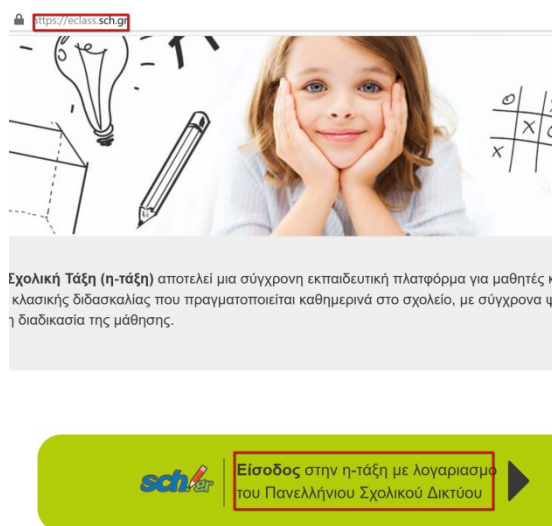 https://eclass.sch.gr
Σχολική Τάξη (η-τάξη) αποτελεί μια σύγχρονη εκπαιδευτική πλατφόρμα για μαθητές
κλασικής διδασκαλίας που πραγματοποιείται καθημερινά στο σχολείο, με σύγχρονα
η διαδικασία της μάθησης.
sch.gr
Είσοδος στην η-τάξη με λογαριασμό
του Πανελλήνιου Σχολικού Δικτύου